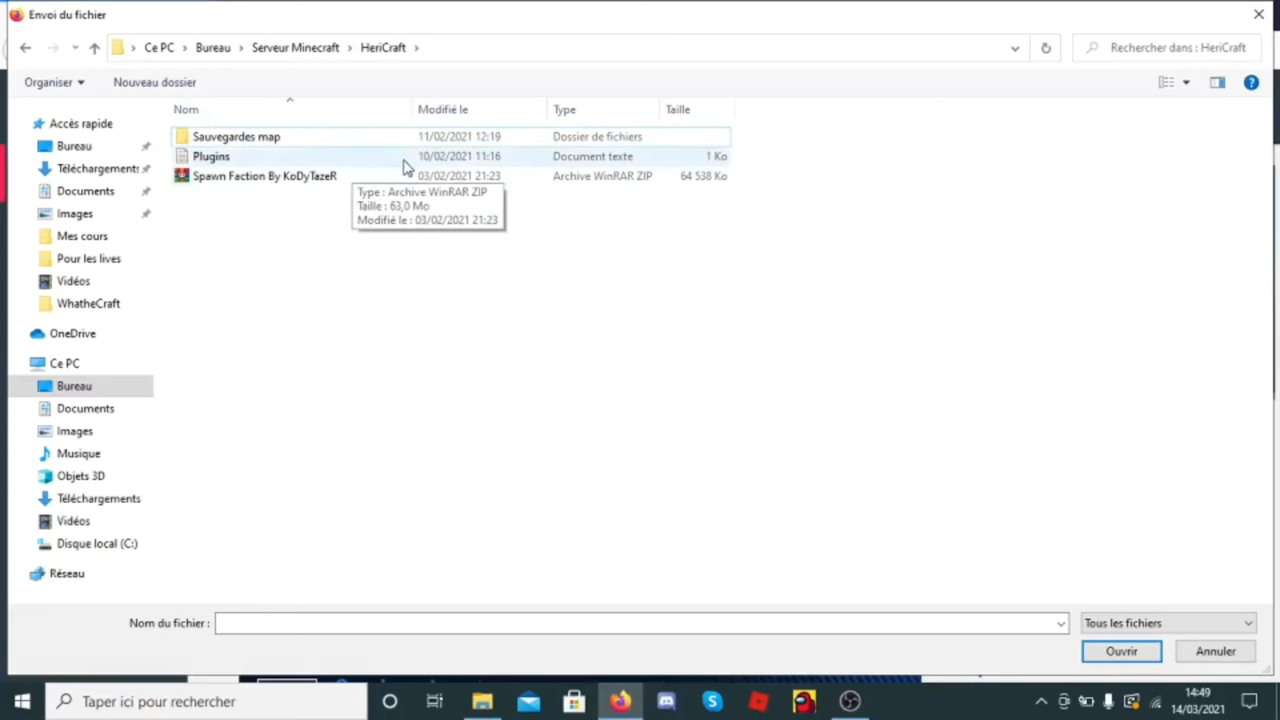 Envoi du fichier
Ce PC > Bureau > Serveur Minecraft > HeriCraft >
Rechercher dans : HeriCraft
Organiser
Nouveau dossier
Nom Modifié le Type Taille
Accès rapide
Bureau
Téléchargements
Documents
Images
Mes cours
Pour les livres
Vidéos
WhatheCraft
OneDrive
Ce PC
Bureau
Documents
Images
Musique
Objets 3D
Téléchargements
Vidéos
Disque local (C:)
Réseau
Sauvegardes map 11/02/2021 12:19 Dossier de fichiers
Plugins 10/02/2021 11:16 Document texte 1 Ko
Spawn Faction By KoDyTazeR 03/02/2021 21:23 Archive WinRAR ZIP 64 538 Ko
Type : Archive WinRAR ZIP
Taille : 63,0 Mo
Modifié le : 03/02/2021 21:23
Nom du fichier :
Tous les fichiers
Ouvrir
Annuler
Taper ici pour rechercher
14:49
14/03/2021